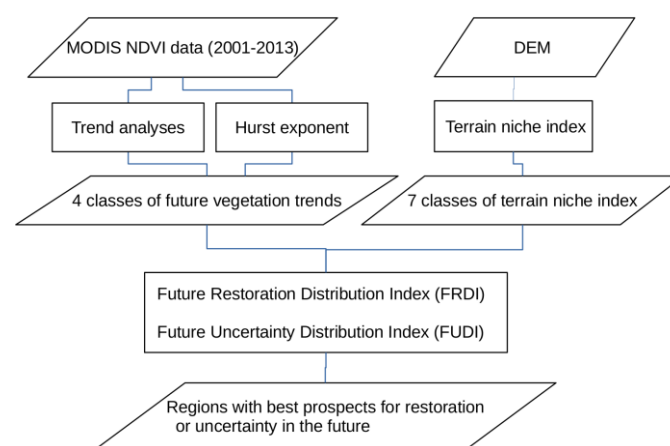 MODIS NDVI data (2001-2013)
DEM
Trend analyses
Hurst exponent
Terrain niche index
4 classes of future vegetation trends
7 classes of terrain niche index
Future Restoration Distribution Index (FRDI)
Future Uncertainty Distribution Index (FUDI)
Regions with best prospects for restoration
or uncertainty in the future